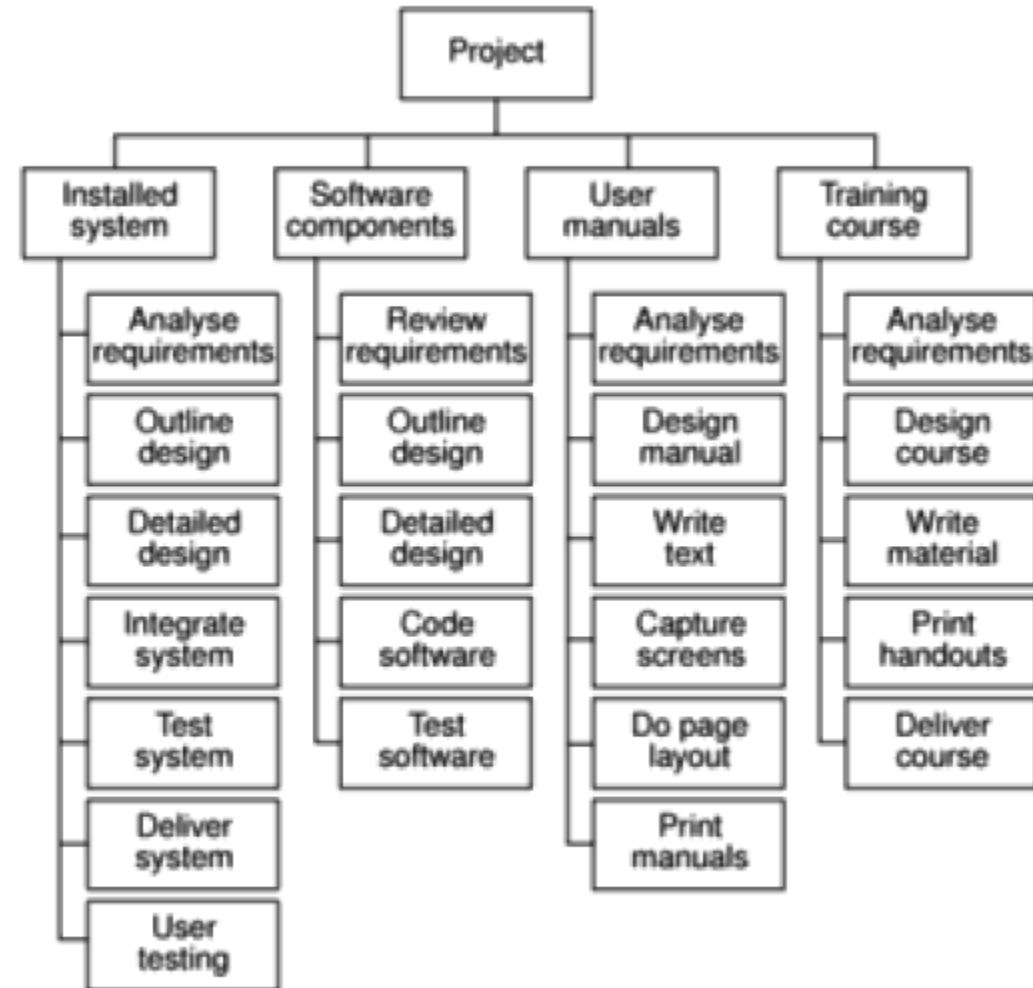 Project
Installed
system
Software
components
User
manuals
Training
course
Analyse
requirements
Outline
design
Detailed
design
Integrate
system
Test
system
Deliver
system
User
testing
Review
requirements
Outline
design
Detailed
design
Code
software
Test
software
Analyse
requirements
Design
manual
Write
text
Capture
screens
Do page
layout
Print
manuals
Analyse
requirements
Design
course
Write
material
Print
handouts
Deliver
course